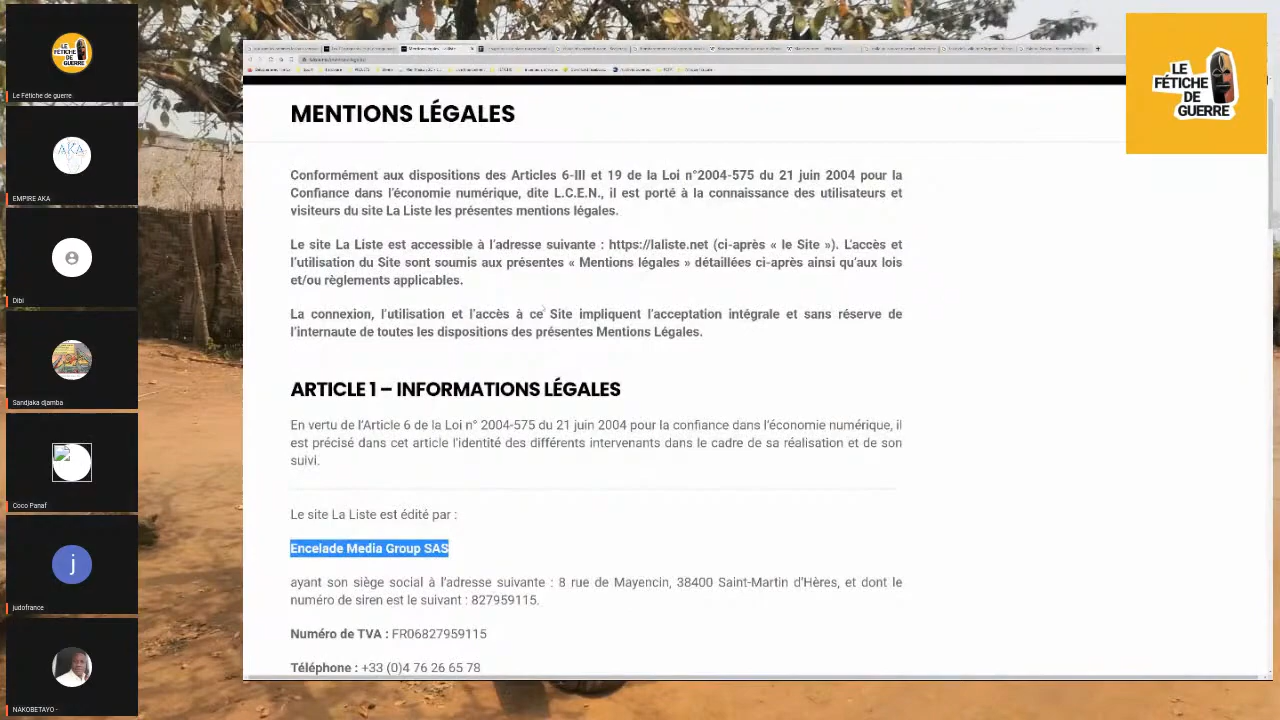 Le Fétiche de guerre
EMPIRE AKA
Dibi
Sandjaka djamba
Coco Panaf
j
judofrance
NAKOBETAYO -
LE
FÉTICHE
DE
GUERRE
MENTIONS LÉGALES
Conformément aux dispositions des Articles 6-III et 19 de la Loi n°2004-575 du 21 juin 2004 pour la
Confiance dans l’économie numérique, dite L.C.E.N., il est porté à la connaissance des utilisateurs et
visiteurs du site La Liste les présentes mentions légales.
Le site La Liste est accessible à l’adresse suivante : https://laliste.net (ci-après « le Site »). L’accès et
l’utilisation du Site sont soumis aux présentes « Mentions légales » détaillées ci-après ainsi qu’aux lois
et/ou règlements applicables.
La connexion, l’utilisation et l’accès à ce Site impliquent l’acceptation intégrale et sans réserve de
l’internaute de toutes les dispositions des présentes Mentions Légales.
ARTICLE 1 – INFORMATIONS LÉGALES
En vertu de l’Article 6 de la Loi n° 2004-575 du 21 juin 2004 pour la confiance dans l’économie numérique, il
est précisé dans cet article l’identité des différents intervenants dans le cadre de sa réalisation et de son
suivi.
Le site La Liste est édité par :
Encelade Media Group SAS
ayant son siège social à l’adresse suivante : 8 rue de Mayencin, 38400 Saint-Martin d’Hères, et dont le
numéro de siren est le suivant : 827959115.
Numéro de TVA : FR06827959115
Téléphone : +33 (0)4 76 26 65 78